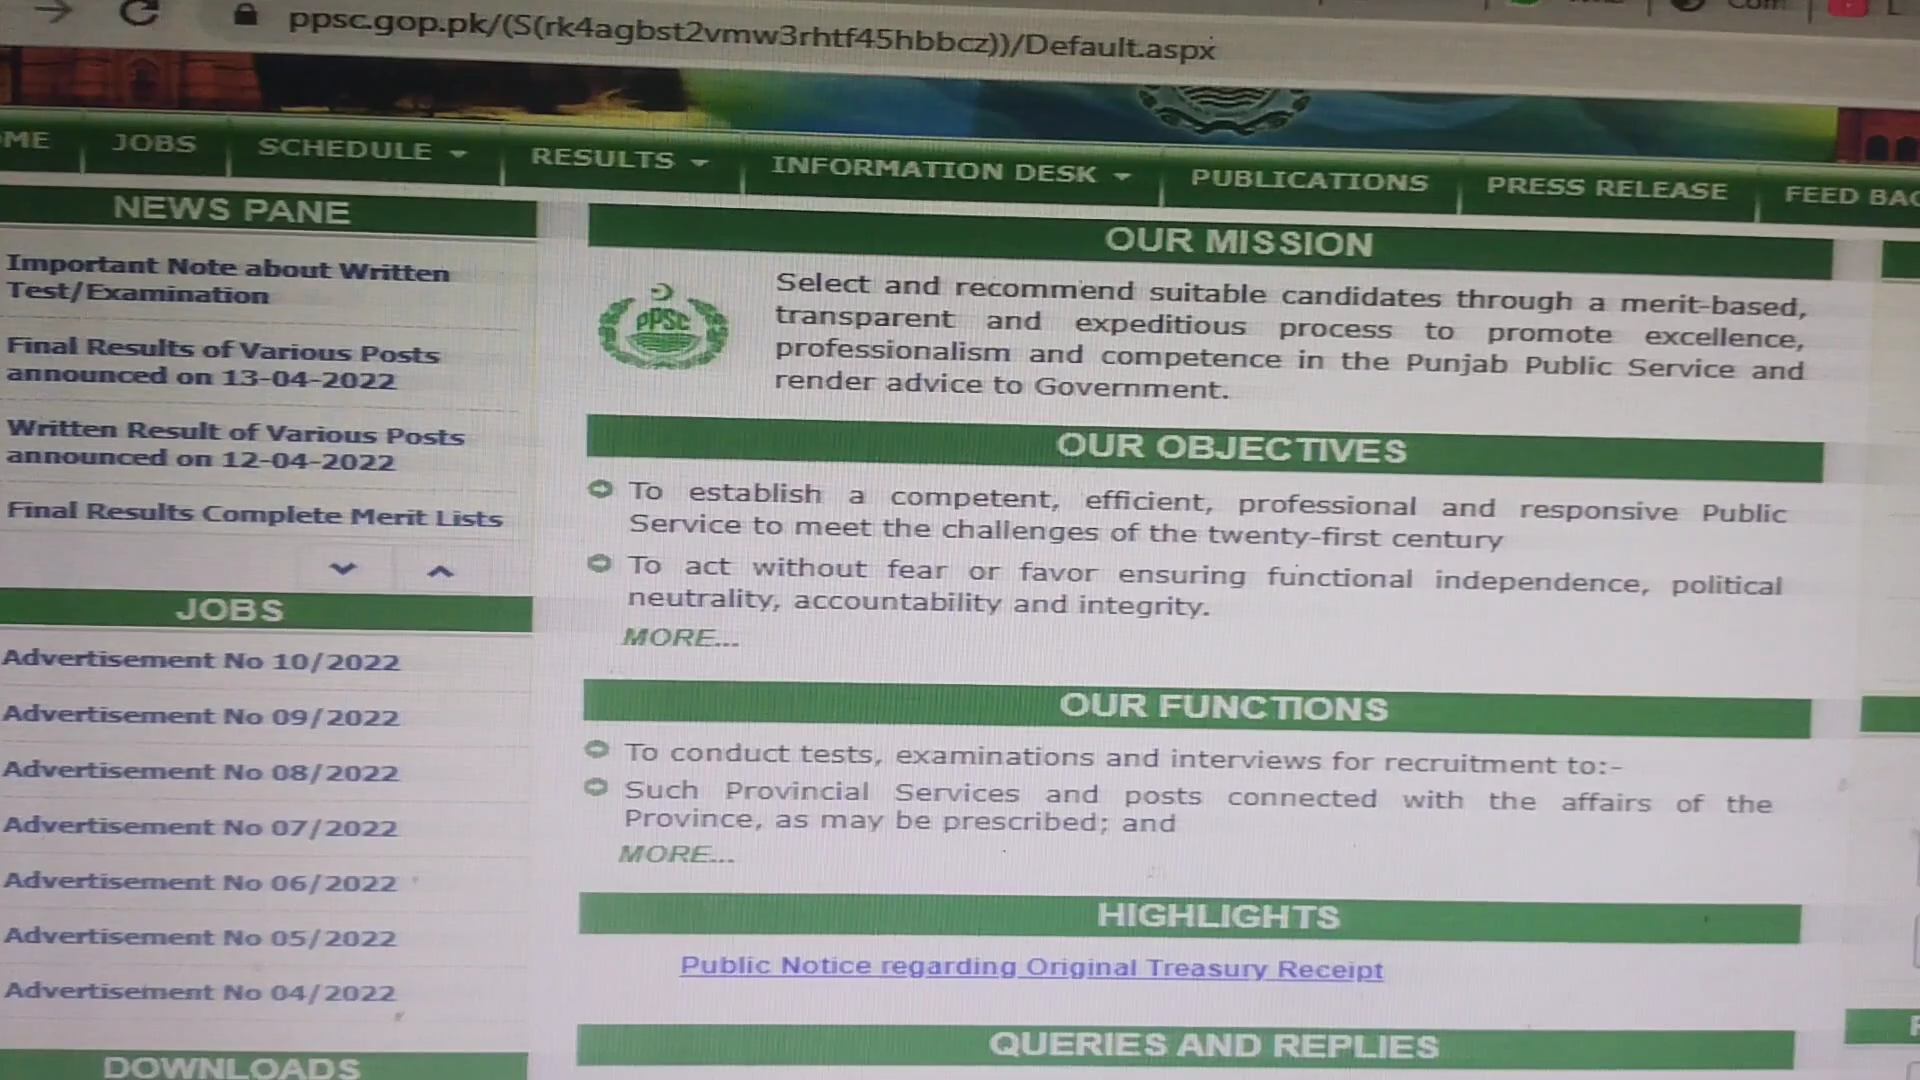 ppsc.gop.pk/(S(rk4agbst2vmw3rhtf45hbbcz))/Default.aspx
OME JOBS SCHEDULE RESULTS INFORMATION DESK PUBLICATIONS PRESS RELEASE FEED BAC
NEWS PANE
Important Note about Written
Test/Examination
Final Results of Various Posts
announced on 13-04-2022
Written Result of Various Posts
announced on 12-04-2022
Final Results Complete Merit Lists
JOBS
Advertisement No 10/2022
Advertisement No 09/2022
Advertisement No 08/2022
Advertisement No 07/2022
Advertisement No 06/2022
Advertisement No 05/2022
Advertisement No 04/2022
DOWNLOADS
OUR MISSION
PPSC
Select and recommend suitable candidates through a merit-based,
transparent and expeditious process to promote excellence,
professionalism and competence in the Punjab Public Service and
render advice to Government.
OUR OBJECTIVES
To establish a competent, efficient, professional and responsive Public
Service to meet the challenges of the twenty-first century
To act without fear or favor ensuring functional independence, political
neutrality, accountability and integrity.
MORE...
OUR FUNCTIONS
To conduct tests, examinations and interviews for recruitment to:-
Such Provincial Services and posts connected with the affairs of the
Province, as may be prescribed; and
MORE...
HIGHLIGHTS
Public Notice regarding Original Treasury Receipt
QUERIES AND REPLIES